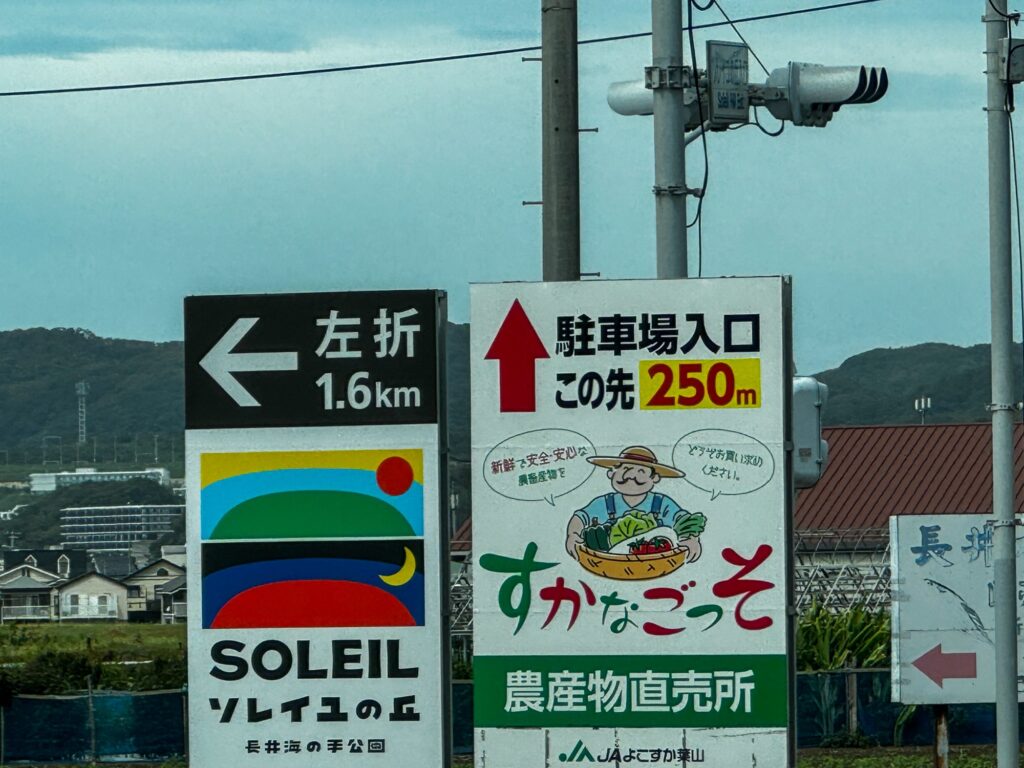 左折
1.6km
SOLEIL
ソレイユの丘
長井海の手公園
駐車場入口
この先 250m
新鮮で安全・安心な
農畜産物を
どうぞお買い求め
ください。
すかなごっそ
農産物直売所
JAよこすか葉山
長井